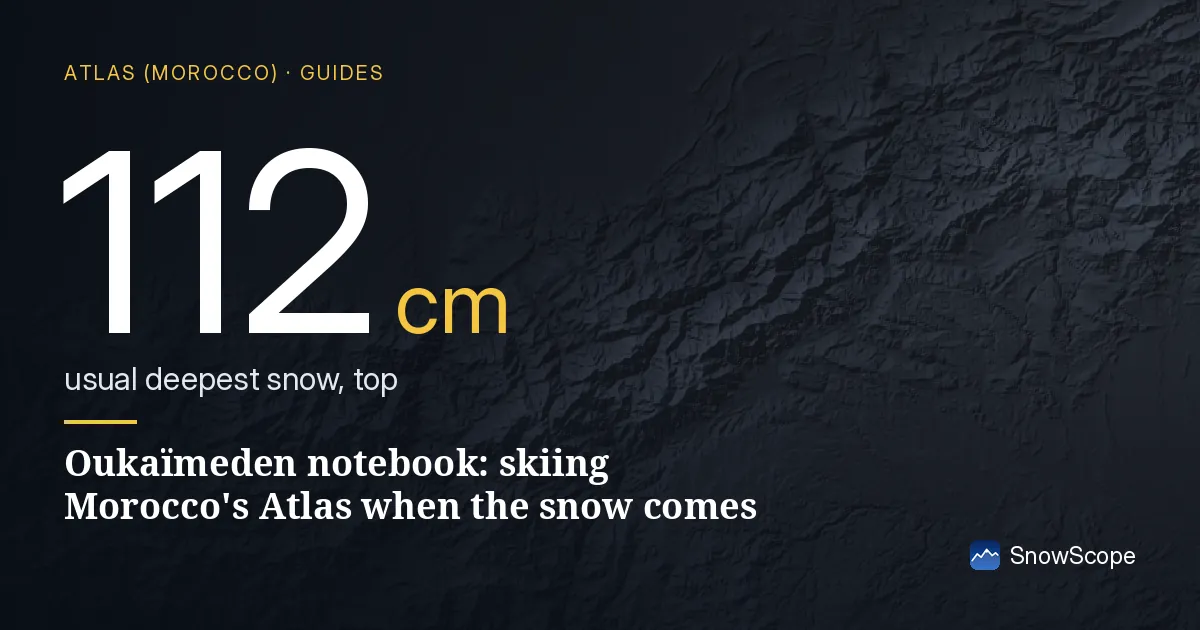 ATLAS (MOROCCO) · GUIDES
112 cm
usual deepest snow, top
Oukaïmeden notebook: skiing
Morocco's Atlas when the snow comes
SnowScope